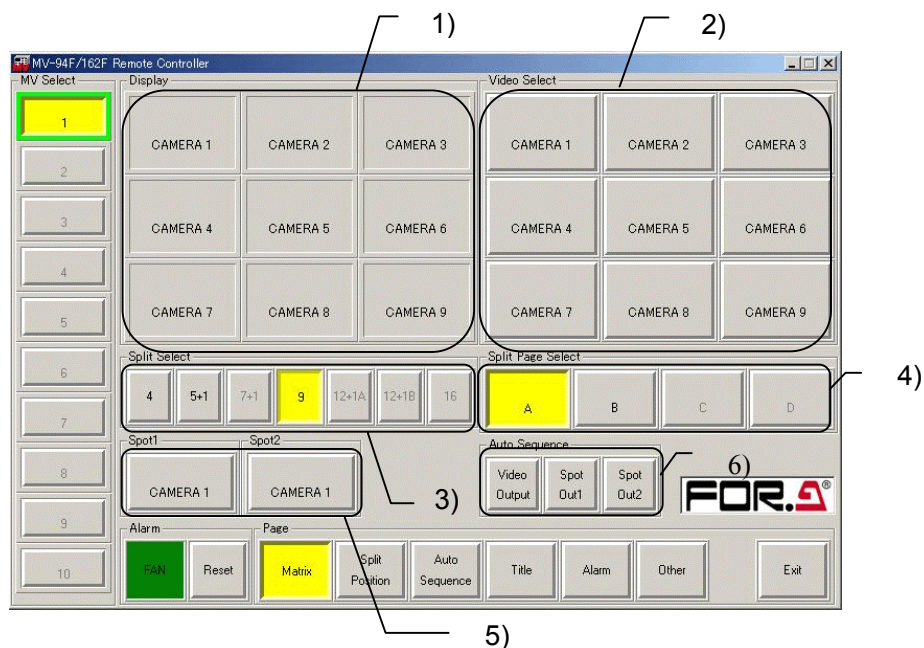 1)
2)
MV-94F/162F Remote Controller
MV Select
Display
Video Select
1
2
3
4
5
6
7
8
9
10
CAMERA 1
CAMERA 2
CAMERA 3
CAMERA 4
CAMERA 5
CAMERA 6
CAMERA 7
CAMERA 8
CAMERA 9
CAMERA 1
CAMERA 2
CAMERA 3
CAMERA 4
CAMERA 5
CAMERA 6
CAMERA 7
CAMERA 8
CAMERA 9
Split Select
4
5+1
7+1
9
12+1A
12+1B
16
Split Page Select
A
B
C
D
4)
Spot1
CAMERA 1
Spot2
CAMERA 1
3)
Auto Sequence
Video
Output
Spot
Out1
Spot
Out2
6)
FOR.A®
Alarm
FAN
Reset
Page
Matrix
Split
Position
Auto
Sequence
Title
Alarm
Other
Exit
5)